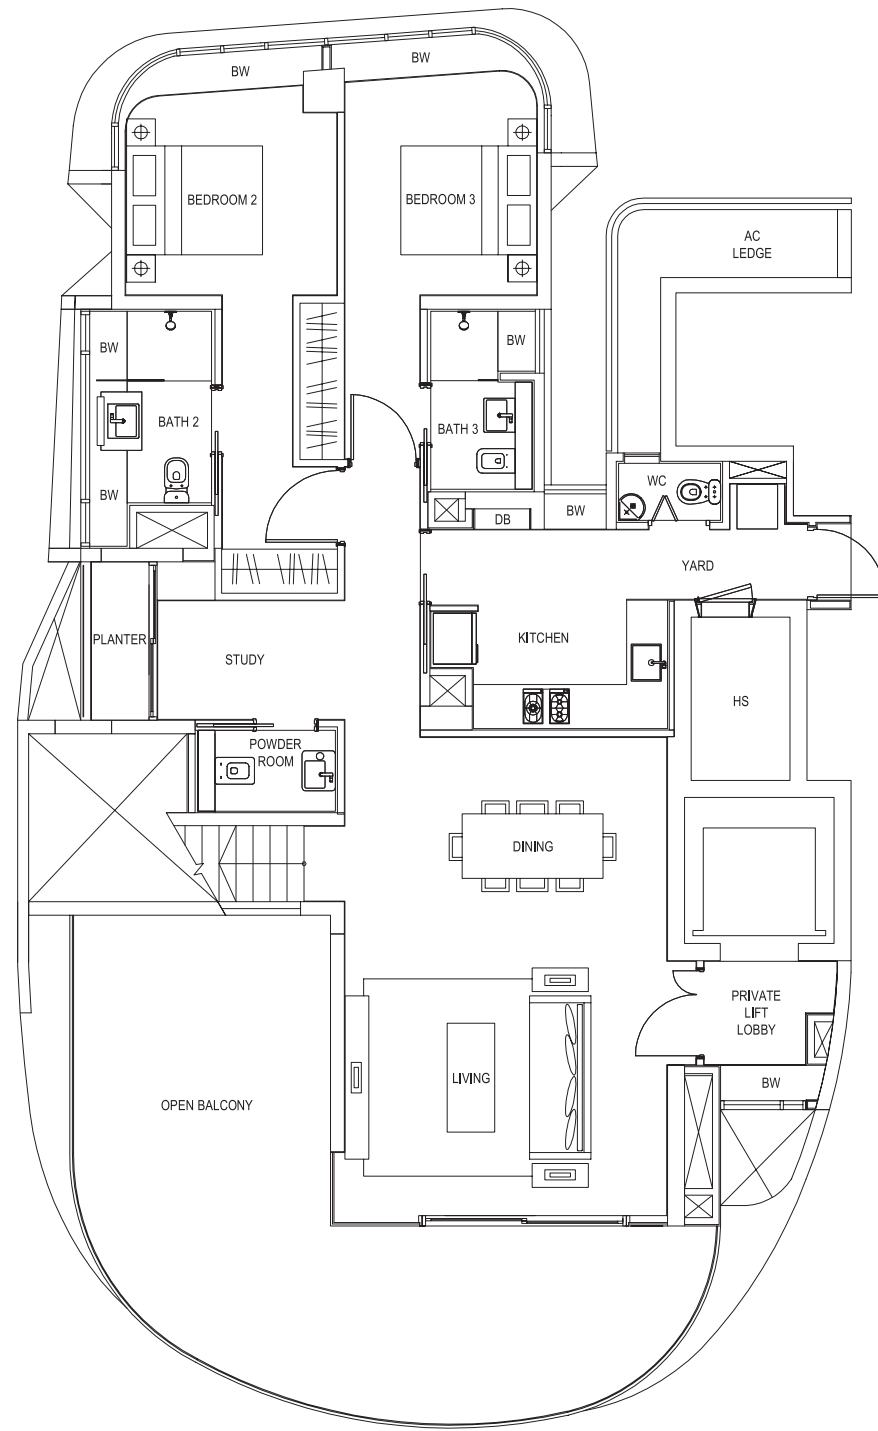 BW
BW
BEDROOM 2
BEDROOM 3
AC
LEDGE
BW
BW
BATH 2
BATH 3
WC
BW
DB
BW
YARD
PLANTER
STUDY
KITCHEN
HS
POWDER
ROOM
DINING
PRIVATE
LIFT
LOBBY
LIVING
BW
OPEN BALCONY